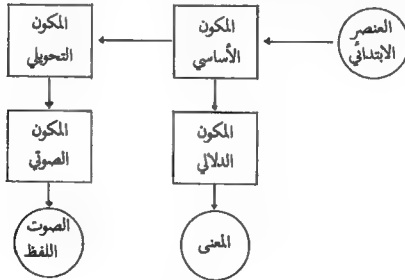 العنصر
الابتدائي
المكون
الأساسي
المكون
التحويلي
المكون
الدلالي
المكون
الصوتي
المعنى
الصوت
اللفظ